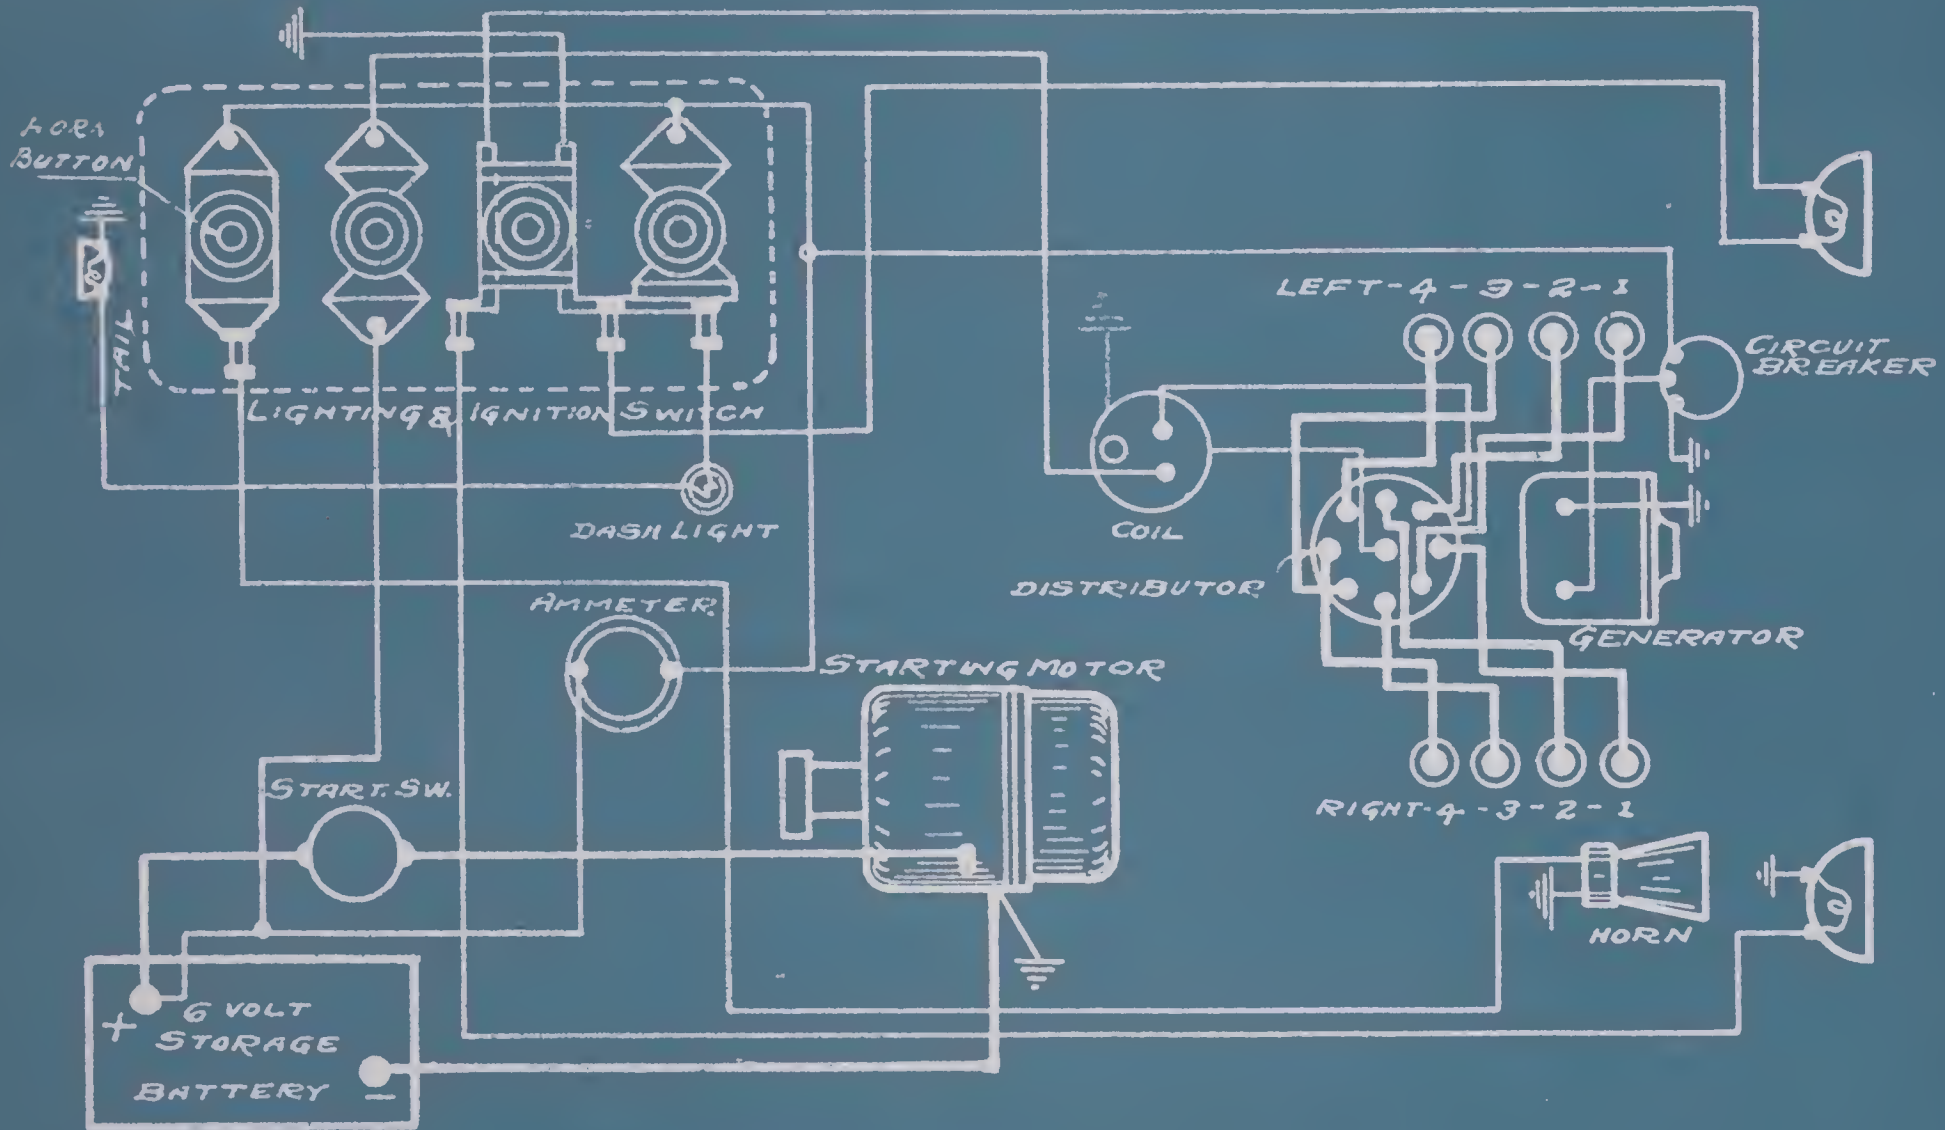 HORN
BUTTON
TAIL
LIGHTING & IGNITION SWITCH
DASH LIGHT
LEFT-4-3-2-1
CIRCUIT
BREAKER
COIL
DISTRIBUTOR
GENERATOR
AMMETER
STARTING MOTOR
START. SW.
RIGHT-4-3-2-1
HORN
+ 6 VOLT
STORAGE
BATTERY -